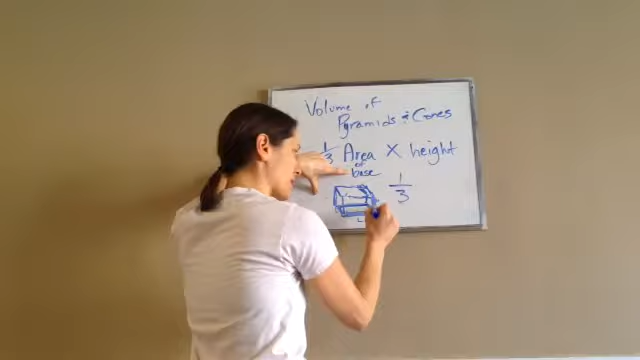 Volume of
Pyramids & Cones
1/3 Area of base X height
1/3
L